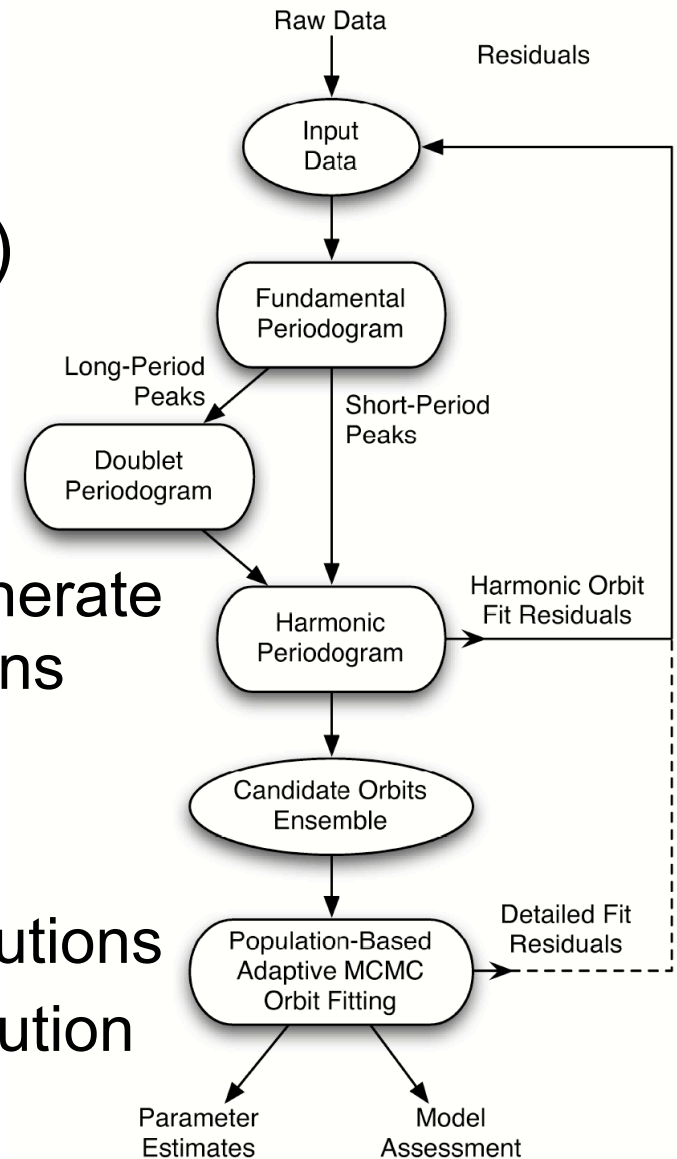 Raw Data
Residuals
Input
Data
)
Fundamental
Periodogram
Long-Period
Peaks
Short-Period
Peaks
Doublet
Periodogram
nerate
ns
Harmonic Orbit
Fit Residuals
Harmonic
Periodogram
Candidate Orbits
Ensemble
utions
ution
Detailed Fit
Residuals
Population-Based
Adaptive MCMC
Orbit Fitting
Parameter
Estimates
Model
Assessment